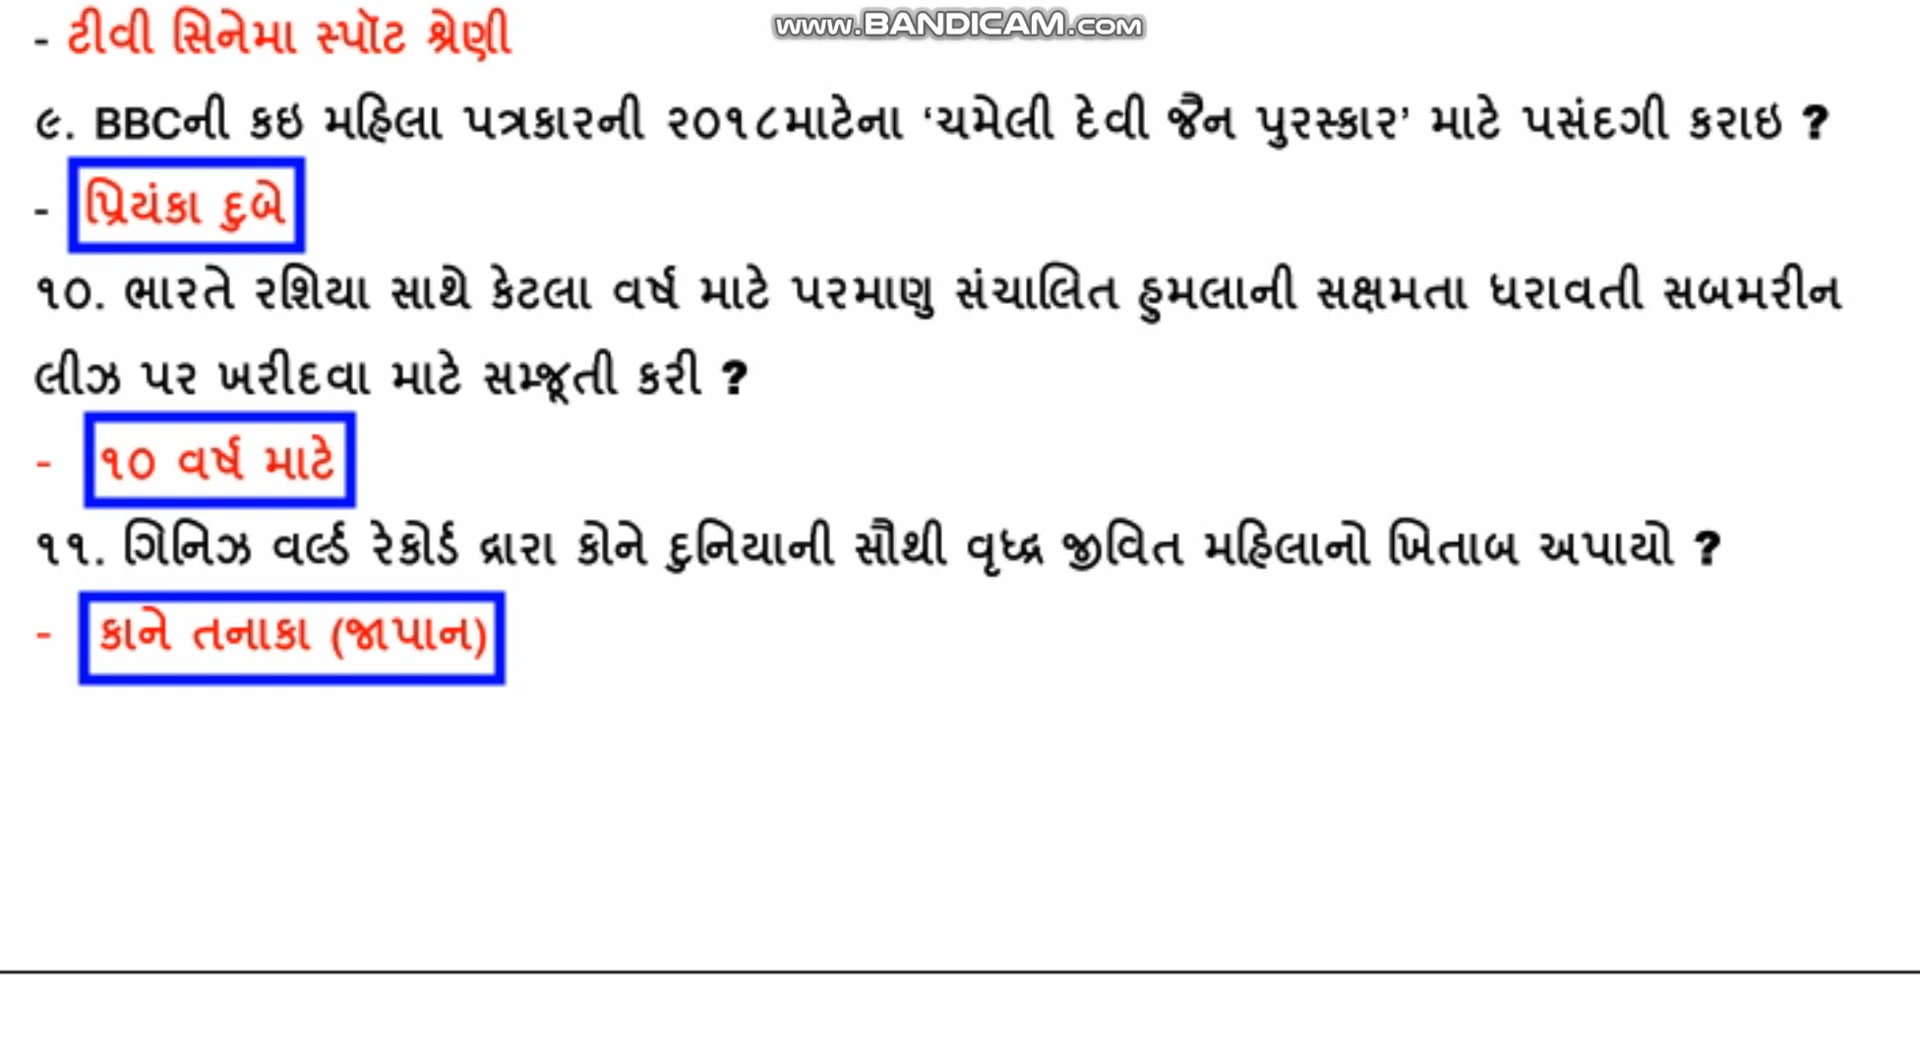 www.BANDICAM.com
- ટીવી સિનેમા સ્પૉટ શ્રેણી
૯. BBCની કઇ મહિલા પત્રકારની ૨૦૧૮માટેના ‘ચમેલી દેવી જૈન પુરસ્કાર’ માટે પસંદગી કરાઇ ?
- પ્રિયંકા દુબે
૧૦. ભારતે રશિયા સાથે કેટલા વર્ષ માટે પરમાણુ સંચાલિત હુમલાની સક્ષમતા ધરાવતી સબમરીન
લીઝ પર ખરીદવા માટે સમ્જૂતી કરી ?
- ૧૦ વર્ષ માટે
૧૧. ગિનિઝ વર્લ્ડ રેકોર્ડ દ્રારા કોને દુનિયાની સૌથી વૃધ્દ્ર જીવિત મહિલાનો ખિતાબ અપાયો ?
- કાને તનાકા (જાપાન)